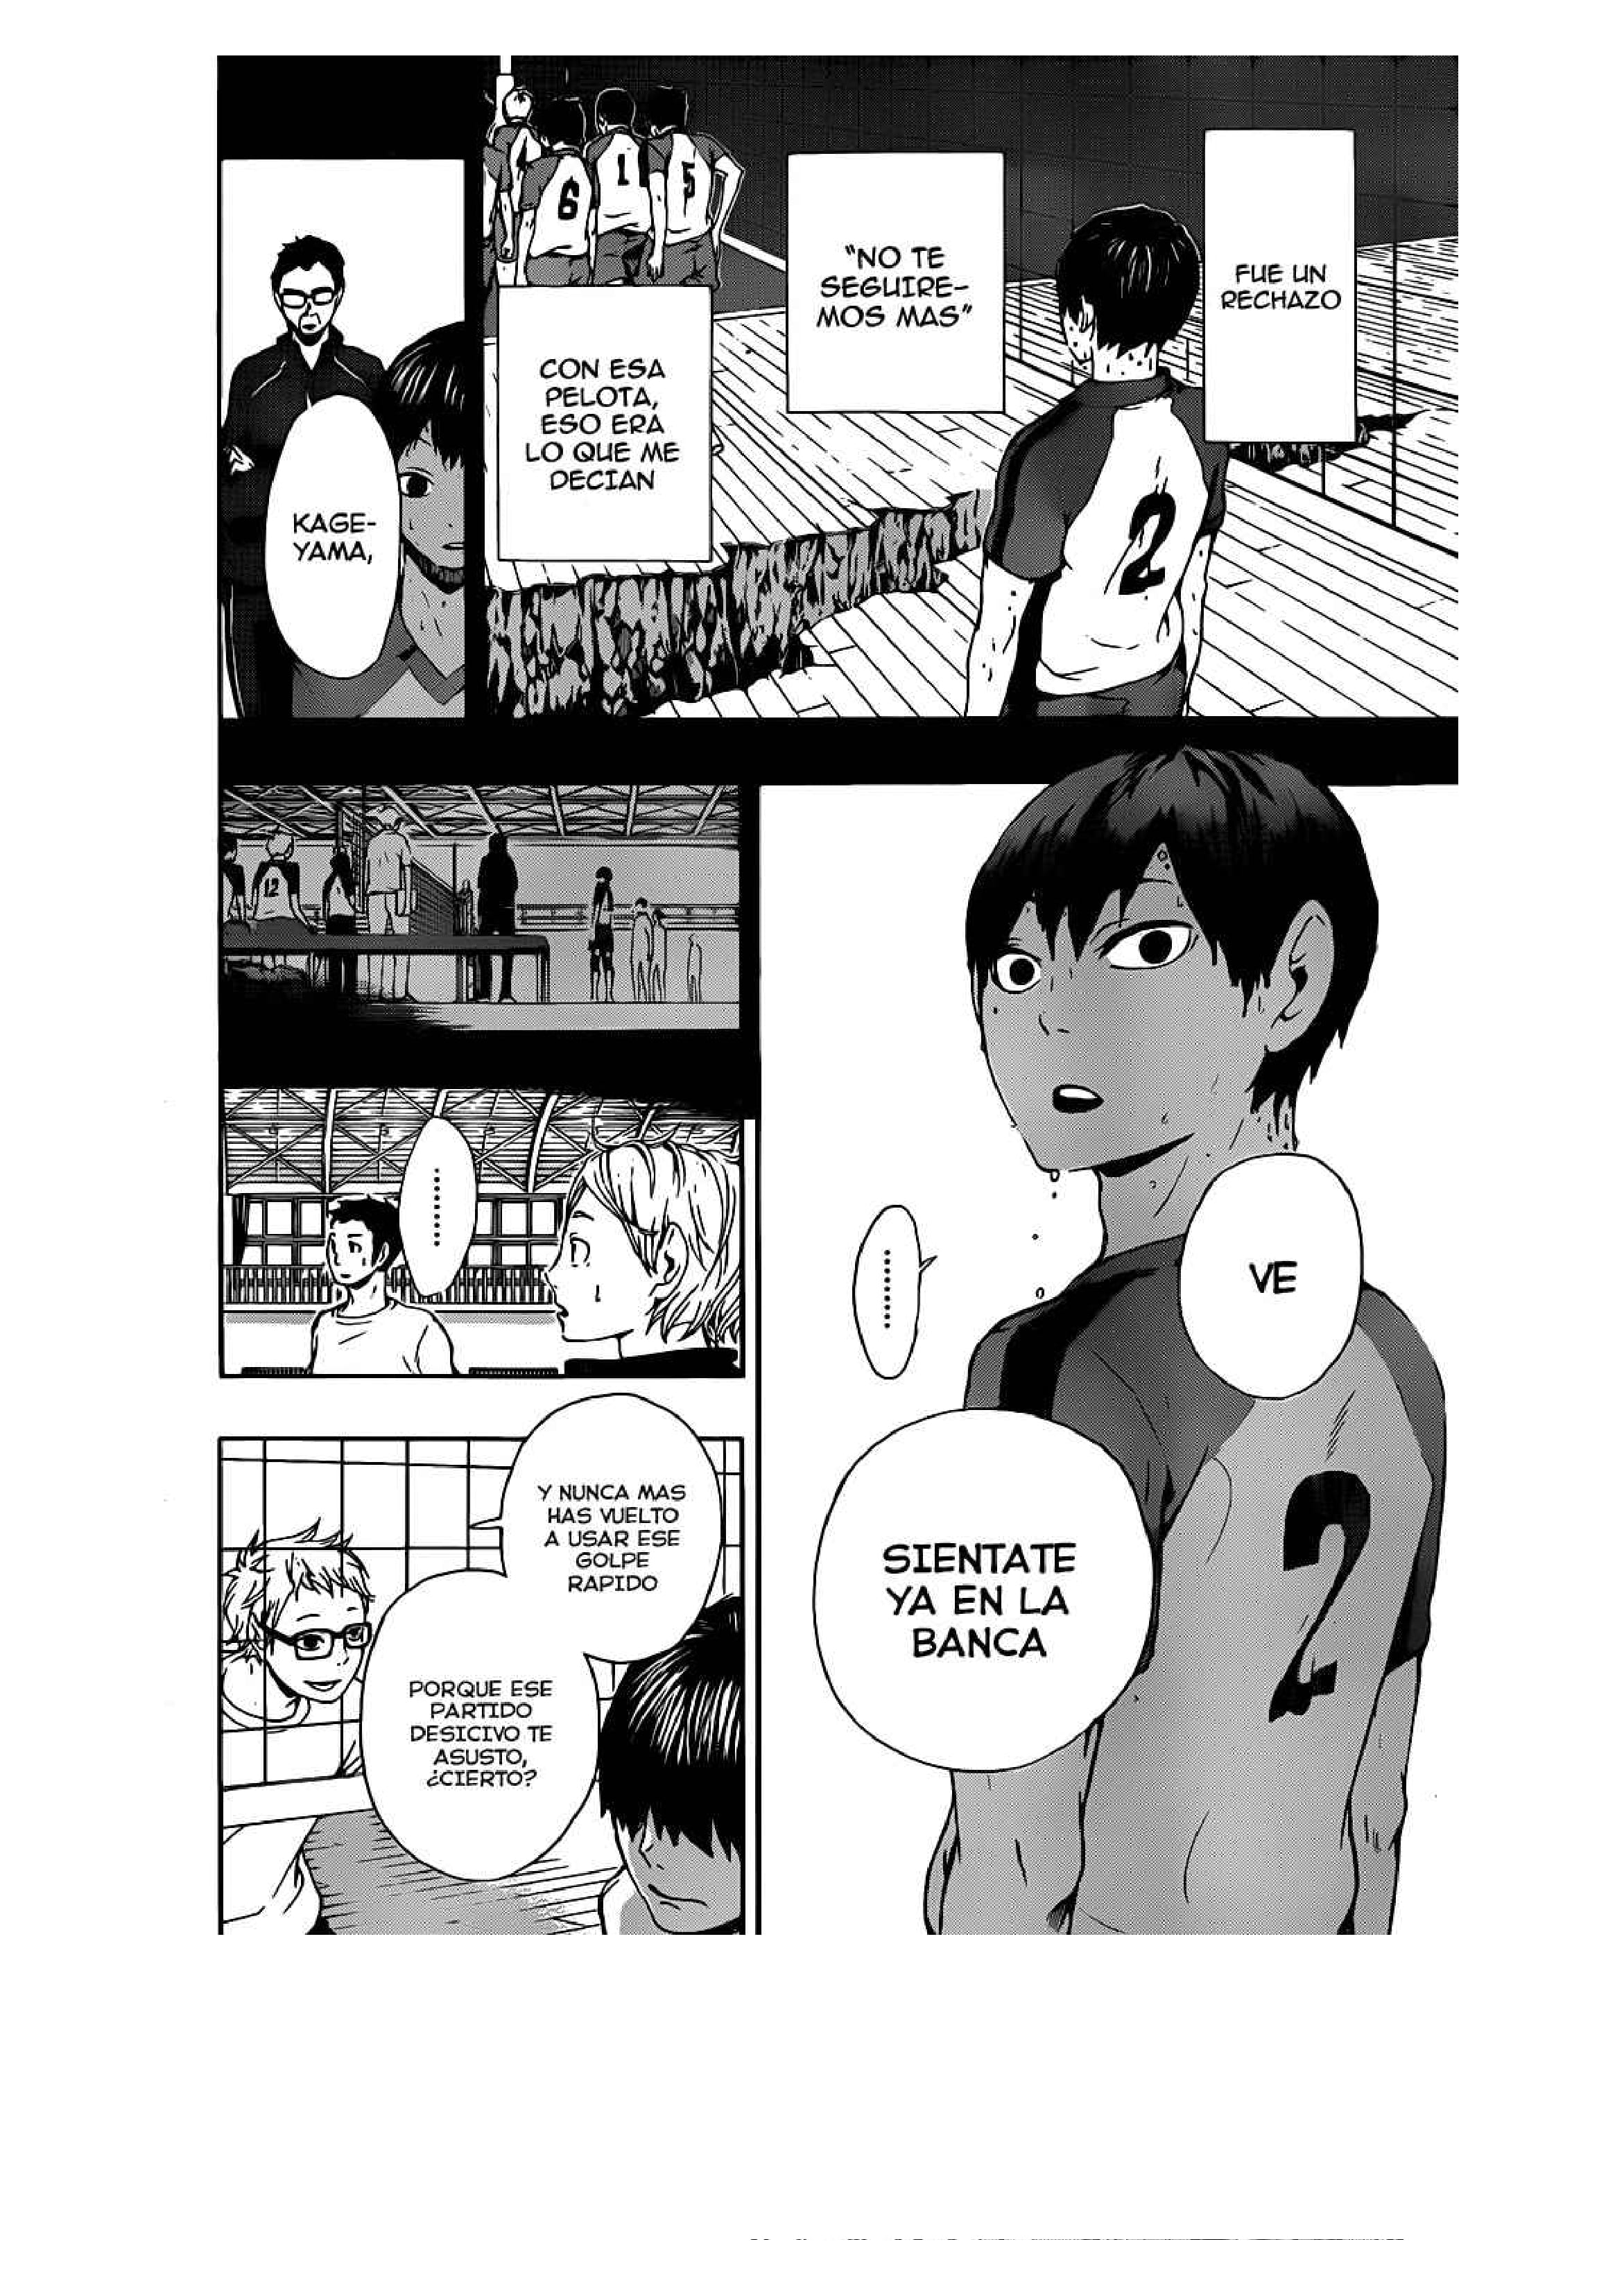 FUE UN
RECHAZO
"NO TE
SEGUIRE-
MOS MAS"
CON ESA
PELOTA,
ESO ERA
LO QUE ME
DECIAN
6
1
5
2
KAGE-
YAMA,
VE
SIENTATE
YA EN LA
BANCA
.........
2
12
.........
Y NUNCA MAS
HAS VUELTO
A USAR ESE
GOLPE
RAPIDO
PORQUE ESE
PARTIDO
DESICIVO TE
ASUSTO,
¿CIERTO?